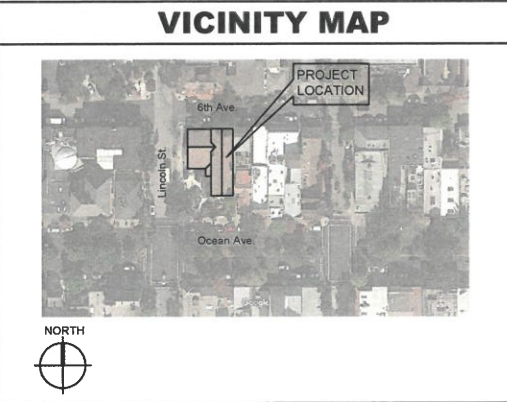 VICINITY MAP
PROJECT
LOCATION
6th Ave.
Lincoln St.
Ocean Ave.
Google
NORTH